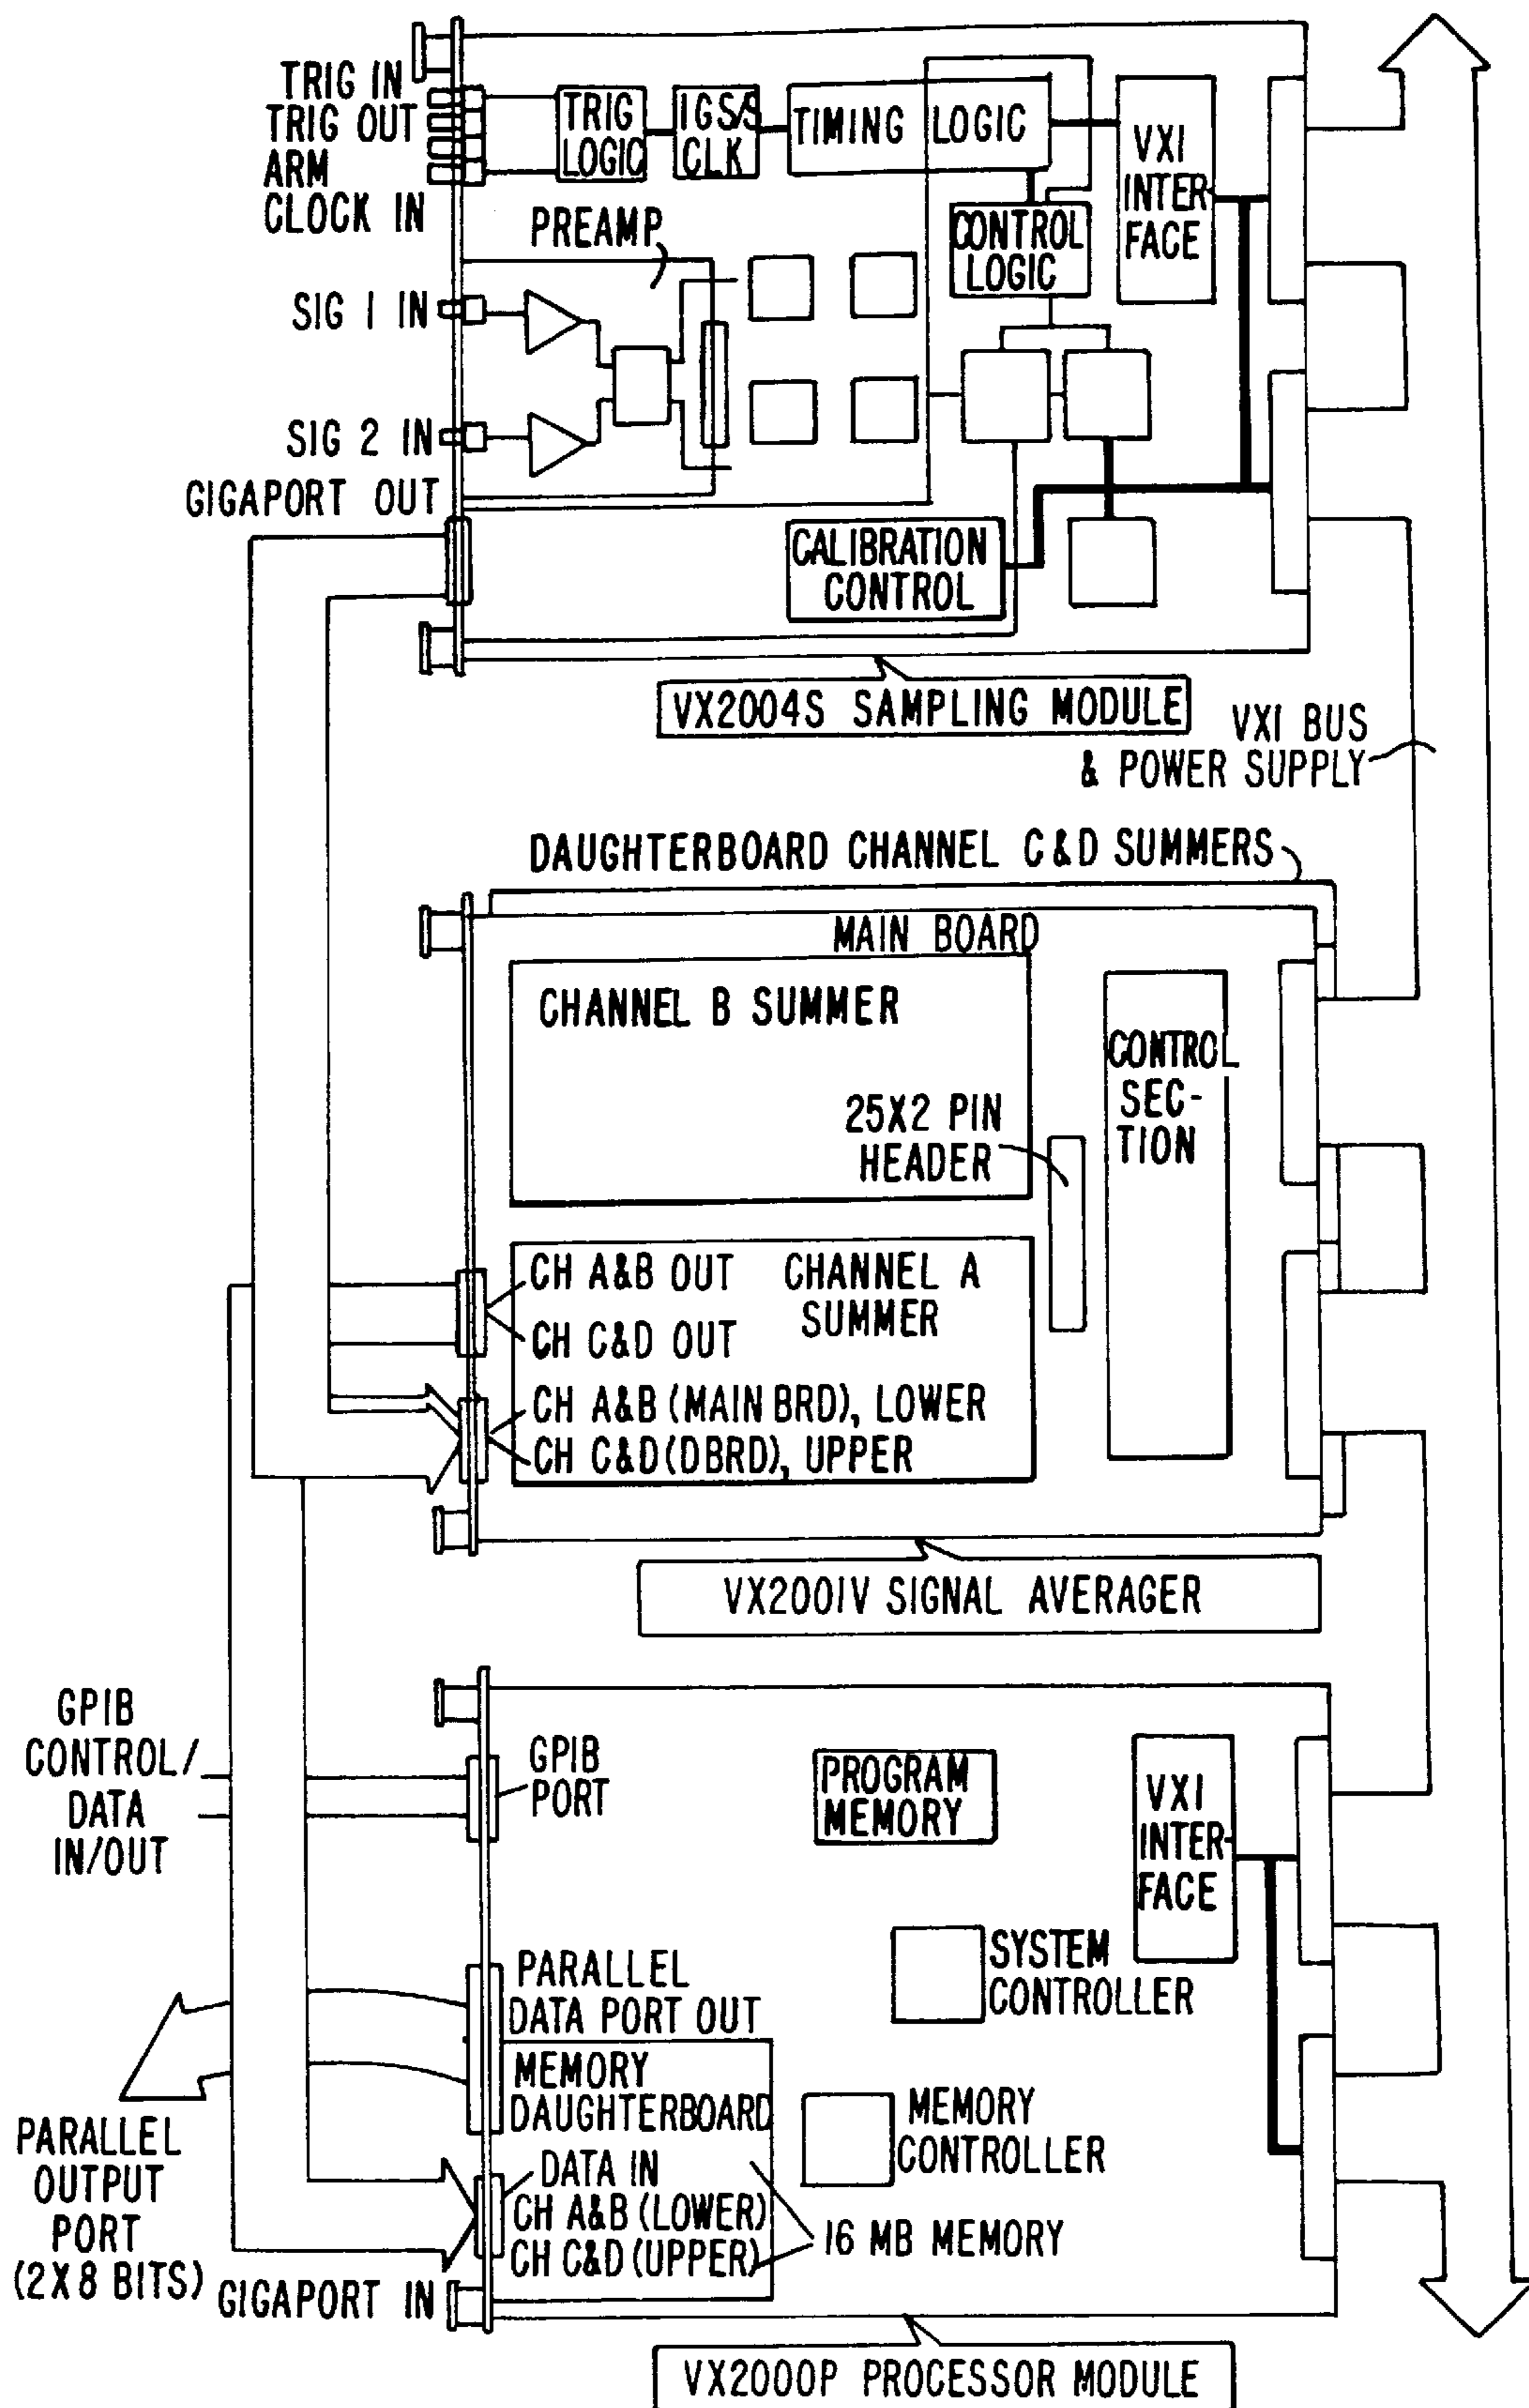 TRIG IN
TRIG OUT
ARM
CLOCK IN
TRIG
LOGIC
IGS/S
CLK
TIMING LOGIC
VXI
INTER-
FACE
CONTROL
LOGIC
PREAMP
SIG 1 IN
SIG 2 IN
GIGAPORT OUT
CALIBRATION
CONTROL
VX2004S SAMPLING MODULE
VXI BUS
& POWER SUPPLY
DAUGHTERBOARD CHANNEL C&D SUMMERS
MAIN BOARD
CHANNEL B SUMMER
25X2 PIN
HEADER
CONTROL
SEC-
TION
CH A&B OUT
CH C&D OUT
CHANNEL A
SUMMER
CH A&B (MAIN BRD), LOWER
CH C&D (DBRD), UPPER
VX2001V SIGNAL AVERAGER
GPIB
CONTROL/
DATA
IN/OUT
GPIB
PORT
PROGRAM
MEMORY
VXI
INTER-
FACE
SYSTEM
CONTROLLER
PARALLEL
DATA PORT OUT
MEMORY
DAUGHTERBOARD
MEMORY
CONTROLLER
DATA IN
CH A&B (LOWER)
CH C&D (UPPER)
16 MB MEMORY
PARALLEL
OUTPUT
PORT
(2X8 BITS)
GIGAPORT IN
VX2000P PROCESSOR MODULE